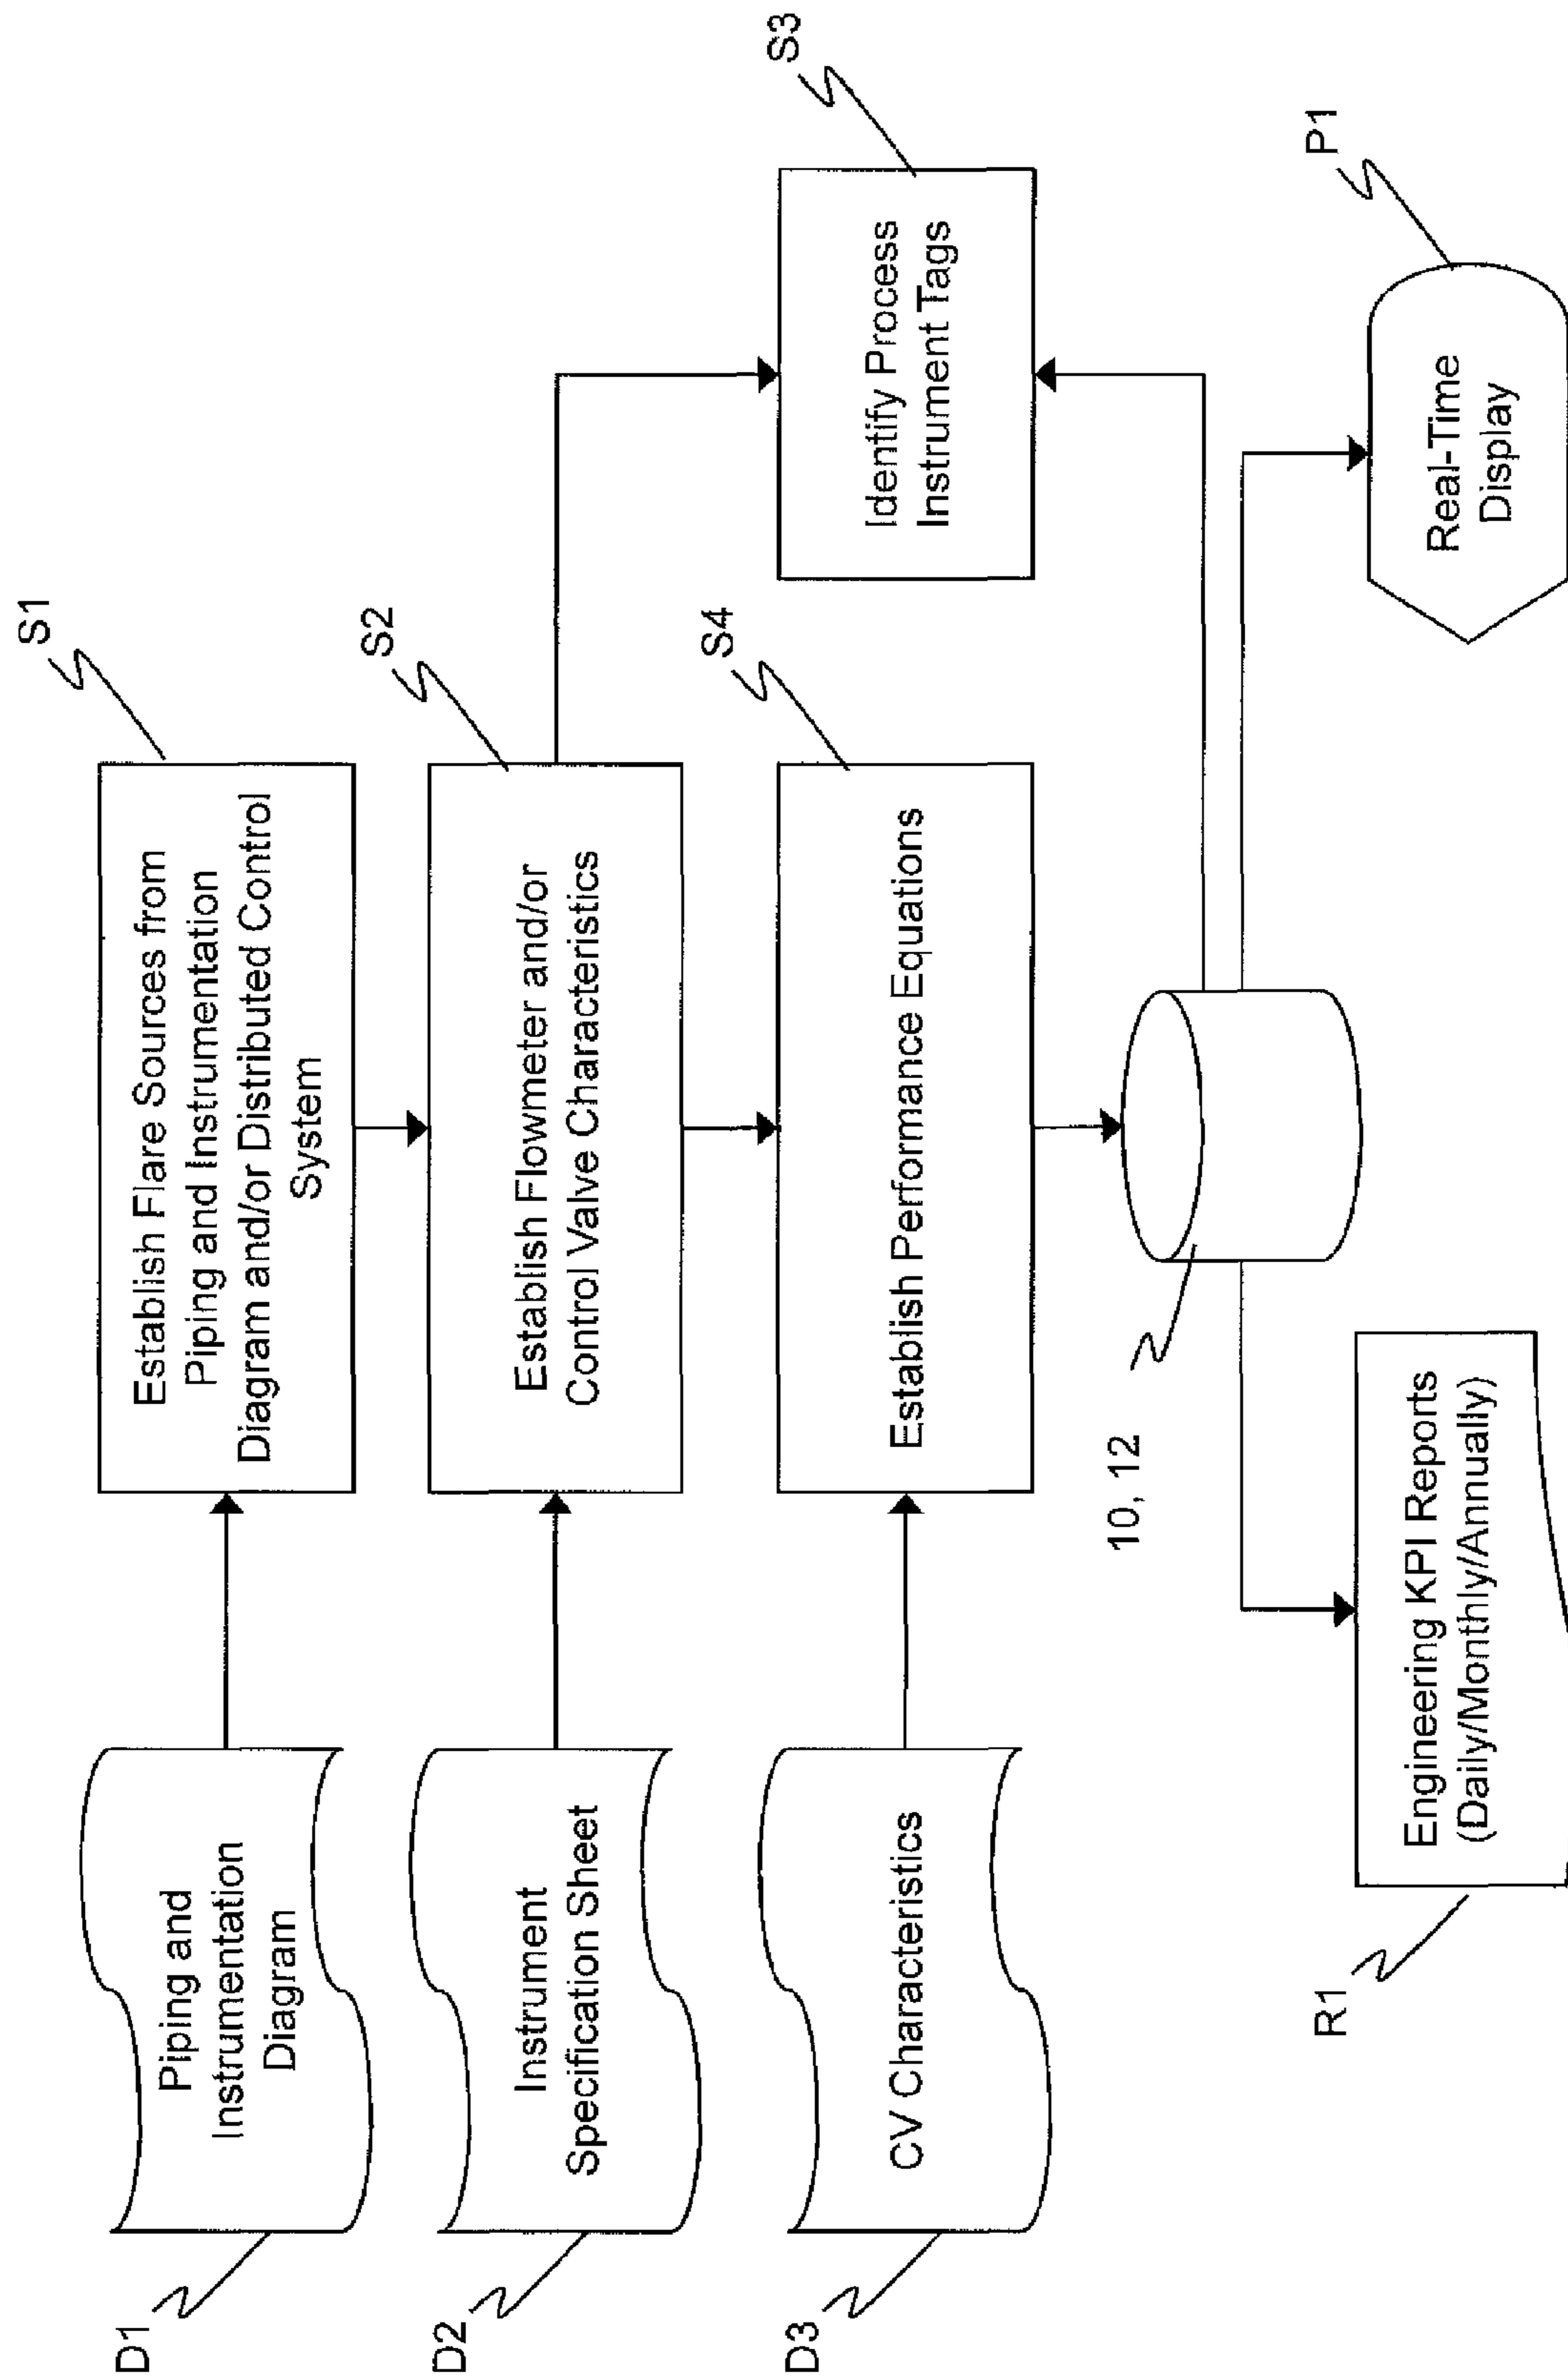 D1
Piping and
Instrumentation
Diagram
Establish Flare Sources from
Piping and Instrumentation
Diagram and/or Distributed Control
System
S1
D2
Instrument
Specification Sheet
Establish Flowmeter and/or
Control Valve Characteristics
S2
D3
CV Characteristics
Establish Performance Equations
S4
Identify Process
Instrument Tags
S3
10, 12
R1
Engineering KPI Reports
(Daily/Monthly/Annually)
Real-Time
Display
P1